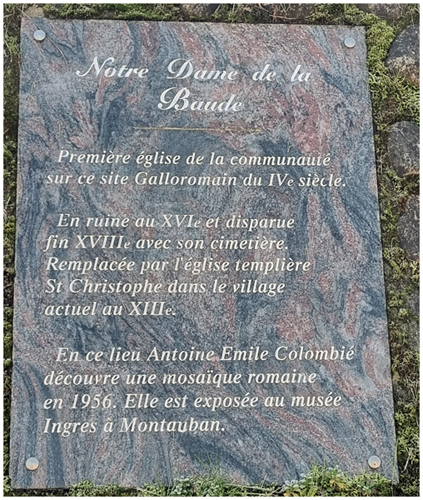 Notre Dame de la
Baude
Première église de la communauté
sur ce site Galloromain du IVe siècle.
En ruine au XVIe et disparue
fin XVIIIe avec son cimetière.
Remplacée par l'église templière
St Christophe dans le village
actuel au XIIIe.
En ce lieu Antoine Emile Colombié
découvre une mosaïque romaine
en 1956. Elle est exposée au musée
Ingres à Montauban.